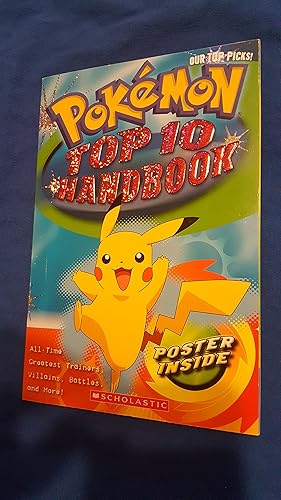 OUR TOP PICKS!
POKéMON
TOP 10
HANDBOOK
POSTER
INSIDE
All-Time
Greatest Trainers,
Villains, Battles,
and More!
SCHOLASTIC